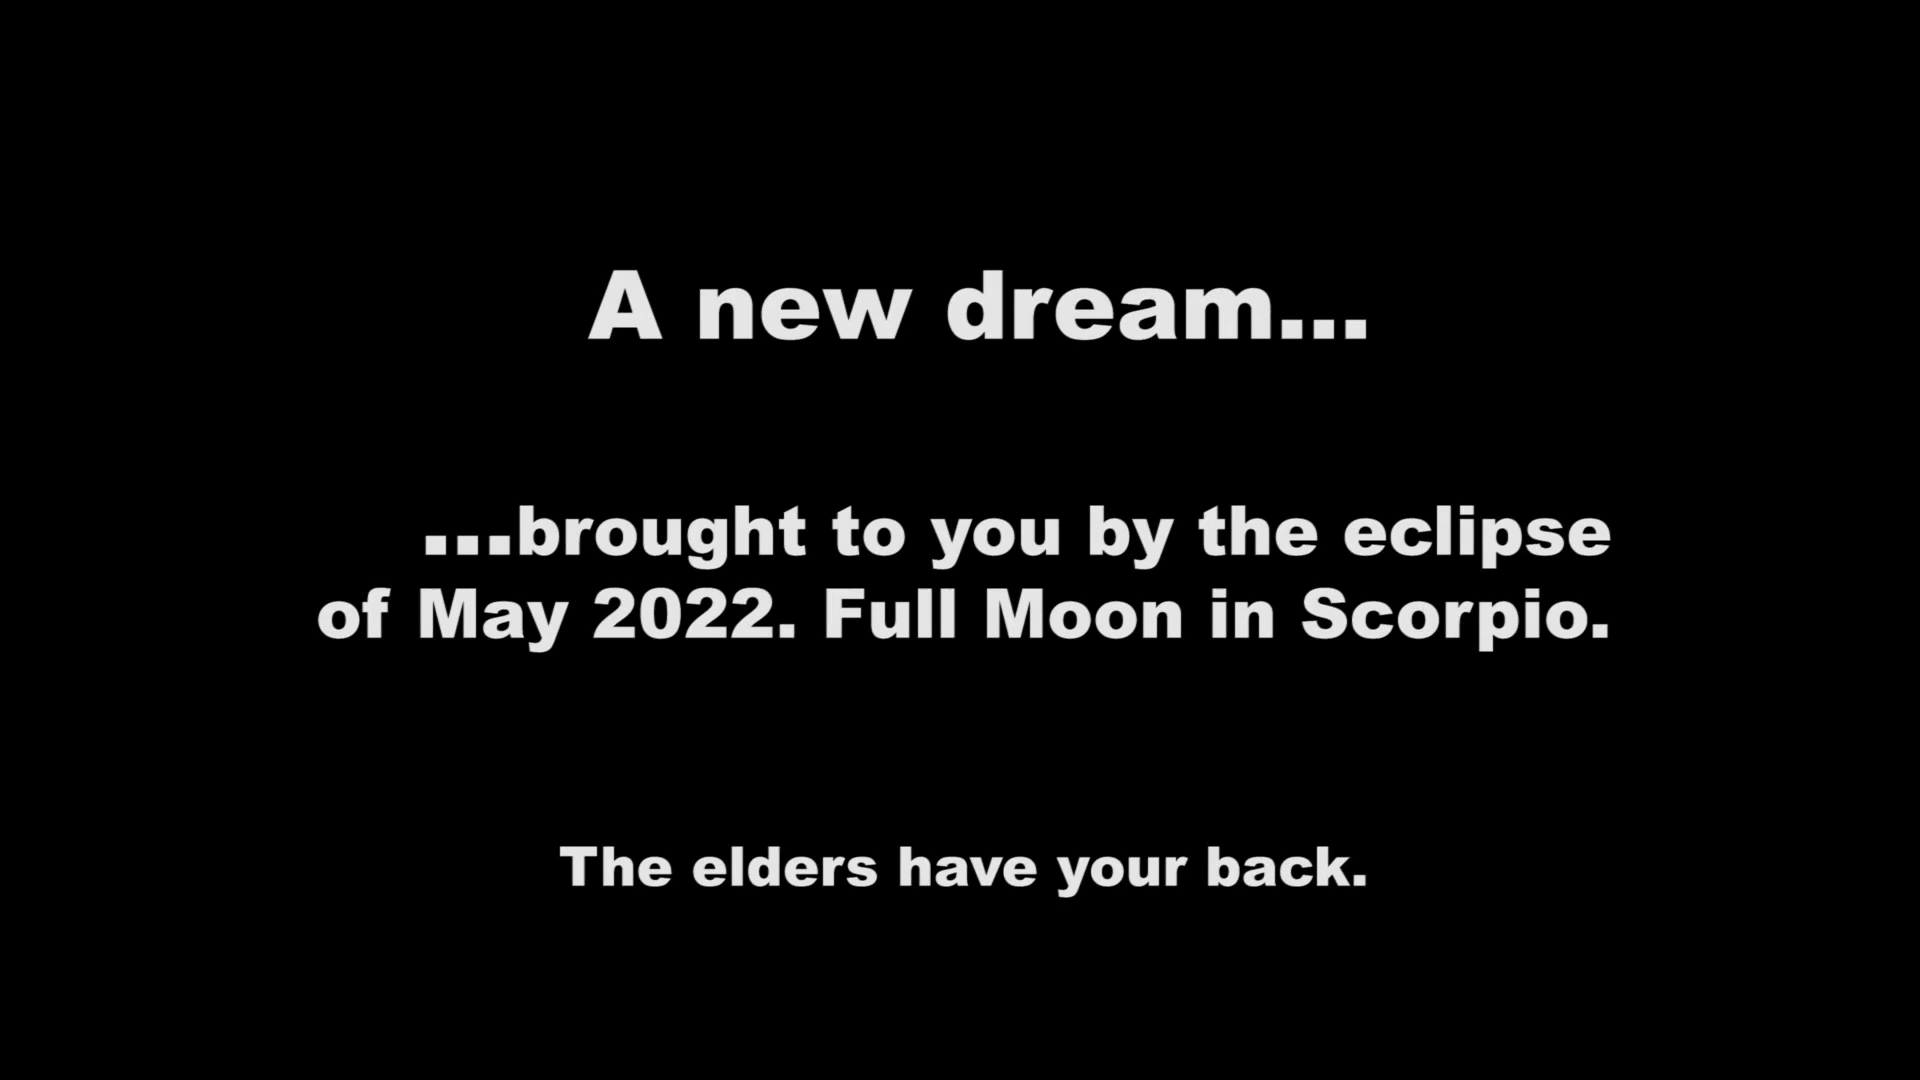 A new dream...
...brought to you by the eclipse
of May 2022. Full Moon in Scorpio.
The elders have your back.